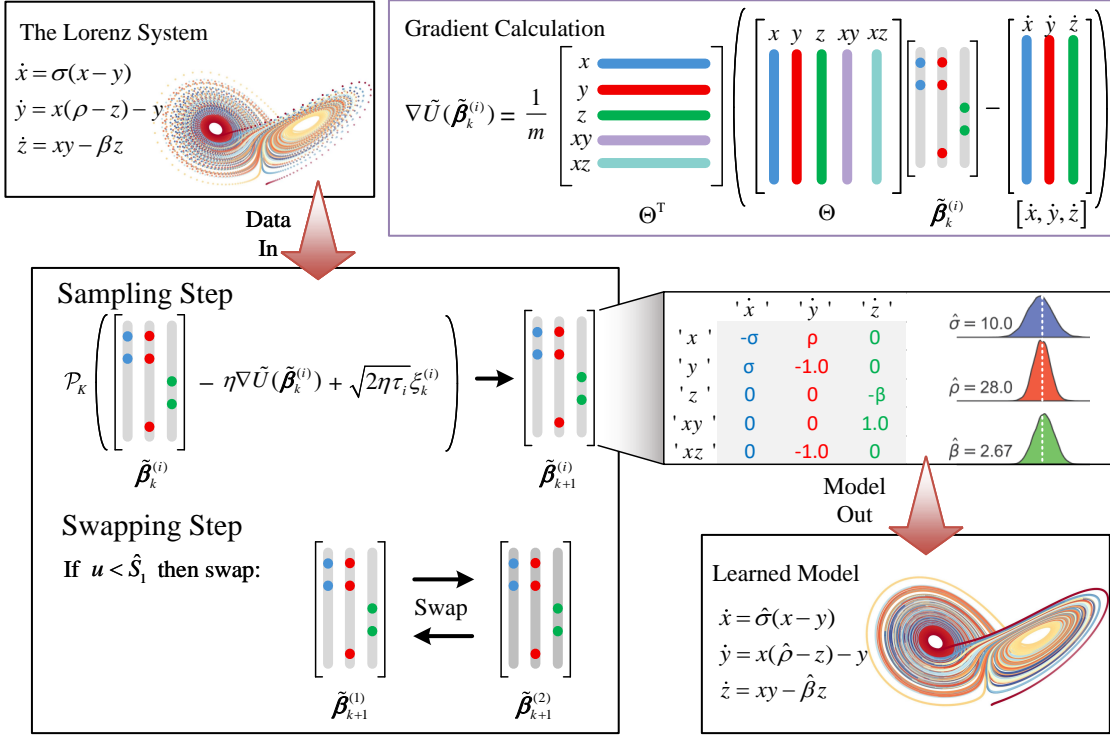 The Lorenz System
ẋ = σ(x − y)
ẏ = x(ρ − z) − y
ż = xy − βz
Gradient Calculation
∇Ũ(β̃_k^{(i)}) = 1/m
x
y
z
xy
xz
Θ^T
x y z xy xz
Θ
β̃_k^{(i)}
−
ẋ ẏ ż
[ẋ, ẏ, ż]
Data
In
Sampling Step
𝒫_K ( − η∇Ũ(β̃_k^{(i)}) + √(2ητ_i) ξ_k^{(i)} )
β̃_k^{(i)}
β̃_{k+1}^{(i)}
Swapping Step
If u < Ŝ_1 then swap:
Swap
β̃_{k+1}^{(1)}
β̃_{k+1}^{(2)}
' ẋ ' ' ẏ ' ' ż '
' x ' -σ ρ 0
' y ' σ -1.0 0
' z ' 0 0 -β
' xy ' 0 0 1.0
' xz ' 0 -1.0 0
σ̂ = 10.0
ρ̂ = 28.0
β̂ = 2.67
Model
Out
Learned Model
ẋ = σ̂(x − y)
ẏ = x(ρ̂ − z) − y
ż = xy − β̂z